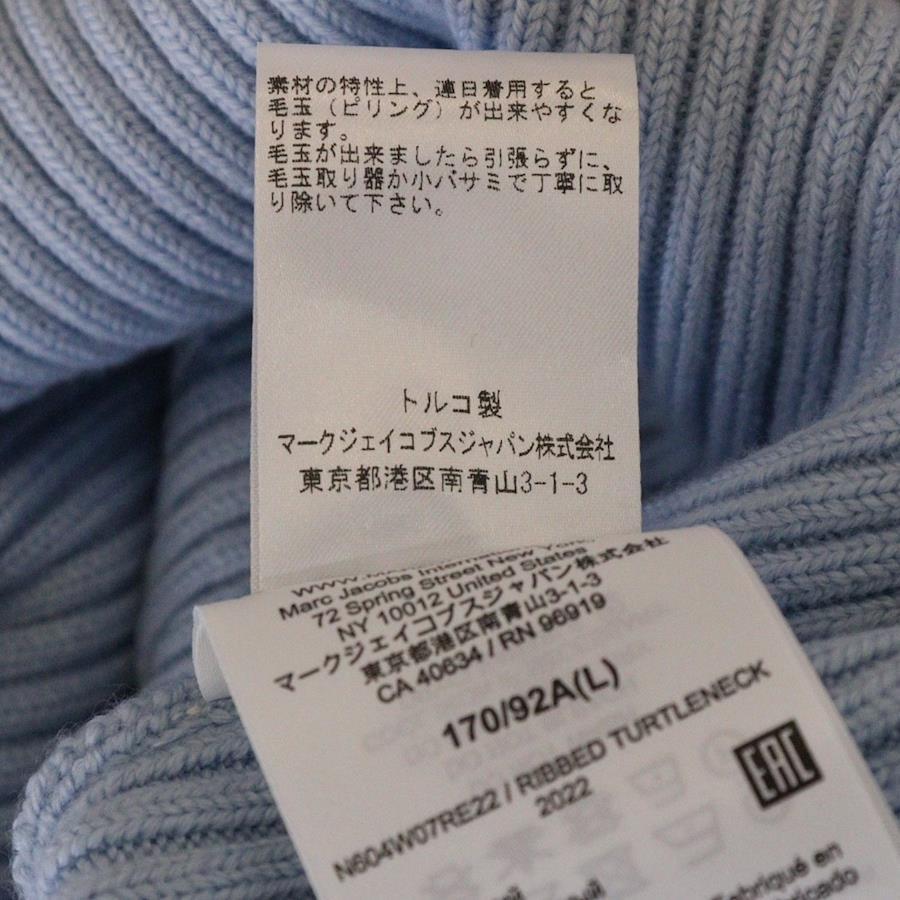 素材の特性上、連日着用すると
毛玉（ピリング）が出来やすくな
ります。
毛玉が出来ましたら引張らずに、
毛玉取り器か小バサミで丁寧に取
り除いて下さい。
トルコ製
マークジェイコブスジャパン株式会社
東京都港区南青山3-1-3
Marc Jacobs International
72 Spring Street New York
NY 10012 United States
マークジェイコブスジャパン株式会社
東京都港区南青山3-1-3
CA 40634 / RN 96919
170/92A(L)
N604W07RE22 / RIBBED TURTLENECK
2022
EAC
Fabriqué en